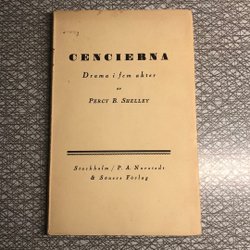 CENCIERNA
Drama i fem akter
av
PERCY B. SHELLEY
Stockholm / P. A. Norstedt
& Söners Förlag